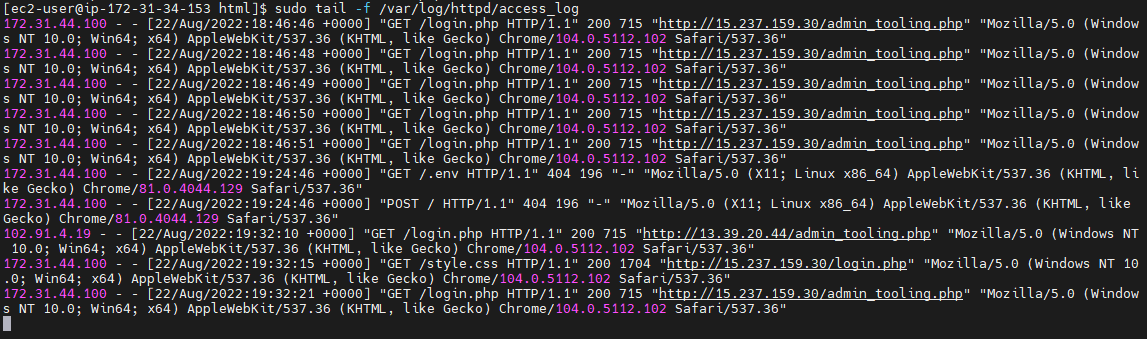 [ec2-user@ip-172-31-34-153 html]$ sudo tail -f /var/log/httpd/access_log
172.31.44.100 - - [22/Aug/2022:18:46:46 +0000] "GET /login.php HTTP/1.1" 200 715 "http://15.237.159.30/admin_tooling.php" "Mozilla/5.0 (Window
s NT 10.0; Win64; x64) AppleWebKit/537.36 (KHTML, like Gecko) Chrome/104.0.5112.102 Safari/537.36"
172.31.44.100 - - [22/Aug/2022:18:46:48 +0000] "GET /login.php HTTP/1.1" 200 715 "http://15.237.159.30/admin_tooling.php" "Mozilla/5.0 (Window
s NT 10.0; Win64; x64) AppleWebKit/537.36 (KHTML, like Gecko) Chrome/104.0.5112.102 Safari/537.36"
172.31.44.100 - - [22/Aug/2022:18:46:49 +0000] "GET /login.php HTTP/1.1" 200 715 "http://15.237.159.30/admin_tooling.php" "Mozilla/5.0 (Window
s NT 10.0; Win64; x64) AppleWebKit/537.36 (KHTML, like Gecko) Chrome/104.0.5112.102 Safari/537.36"
172.31.44.100 - - [22/Aug/2022:18:46:50 +0000] "GET /login.php HTTP/1.1" 200 715 "http://15.237.159.30/admin_tooling.php" "Mozilla/5.0 (Window
s NT 10.0; Win64; x64) AppleWebKit/537.36 (KHTML, like Gecko) Chrome/104.0.5112.102 Safari/537.36"
172.31.44.100 - - [22/Aug/2022:18:46:51 +0000] "GET /login.php HTTP/1.1" 200 715 "http://15.237.159.30/admin_tooling.php" "Mozilla/5.0 (Window
s NT 10.0; Win64; x64) AppleWebKit/537.36 (KHTML, like Gecko) Chrome/104.0.5112.102 Safari/537.36"
172.31.44.100 - - [22/Aug/2022:19:24:46 +0000] "GET /.env HTTP/1.1" 404 196 "-" "Mozilla/5.0 (X11; Linux x86_64) AppleWebKit/537.36 (KHTML, li
ke Gecko) Chrome/81.0.4044.129 Safari/537.36"
172.31.44.100 - - [22/Aug/2022:19:24:46 +0000] "POST / HTTP/1.1" 404 196 "-" "Mozilla/5.0 (X11; Linux x86_64) AppleWebKit/537.36 (KHTML, like
Gecko) Chrome/81.0.4044.129 Safari/537.36"
102.91.4.19 - - [22/Aug/2022:19:32:10 +0000] "GET /login.php HTTP/1.1" 200 715 "http://13.39.20.44/admin_tooling.php" "Mozilla/5.0 (Windows NT
 10.0; Win64; x64) AppleWebKit/537.36 (KHTML, like Gecko) Chrome/104.0.5112.102 Safari/537.36"
172.31.44.100 - - [22/Aug/2022:19:32:15 +0000] "GET /style.css HTTP/1.1" 200 1704 "http://15.237.159.30/login.php" "Mozilla/5.0 (Windows NT 10
.0; Win64; x64) AppleWebKit/537.36 (KHTML, like Gecko) Chrome/104.0.5112.102 Safari/537.36"
172.31.44.100 - - [22/Aug/2022:19:32:21 +0000] "GET /login.php HTTP/1.1" 200 715 "http://15.237.159.30/admin_tooling.php" "Mozilla/5.0 (Window
s NT 10.0; Win64; x64) AppleWebKit/537.36 (KHTML, like Gecko) Chrome/104.0.5112.102 Safari/537.36"